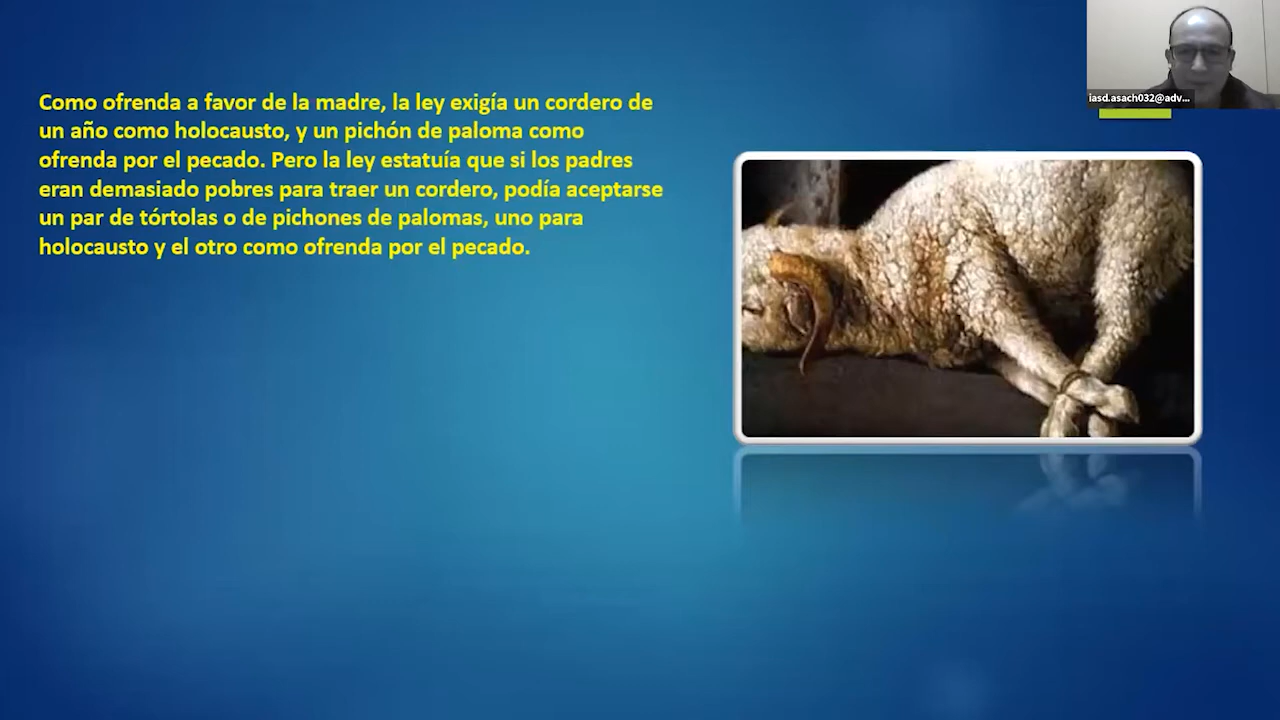 iasd.asach032@adv...
Como ofrenda a favor de la madre, la ley exigía un cordero de
un año como holocausto, y un pichón de paloma como
ofrenda por el pecado. Pero la ley estatuía que si los padres
eran demasiado pobres para traer un cordero, podía aceptarse
un par de tórtolas o de pichones de palomas, uno para
holocausto y el otro como ofrenda por el pecado.